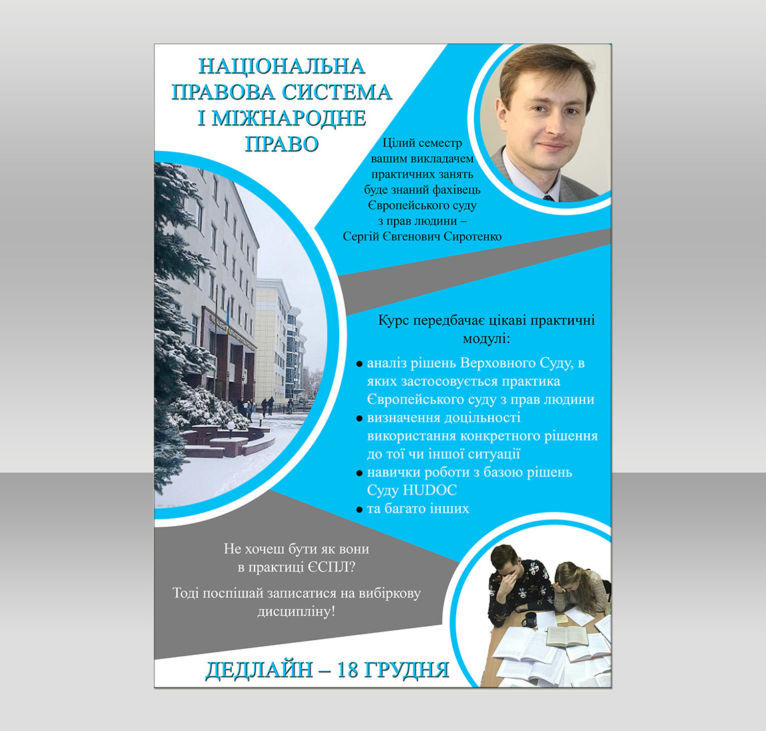 НАЦІОНАЛЬНА
ПРАВОВА СИСТЕМА
І МІЖНАРОДНЕ
ПРАВО
Цілий семестр
вашим викладачем
практичних занять
буде знаний фахівець
Європейського суду
з прав людини –
Сергій Євгенович Сиротенко
Курс передбачає цікаві практичні
модулі:
● аналіз рішень Верховного Суду, в
яких застосовується практика
Європейського суду з прав людини
● визначення доцільності
використання конкретного рішення
до тої чи іншої ситуації
● навички роботи з базою рішень
Суду HUDOC
● та багато інших
Не хочеш бути як вони
в практиці ЄСПЛ?
Тоді поспішай записатися на вибіркову
дисципліну!
ДЕДЛАЙН – 18 ГРУДНЯ